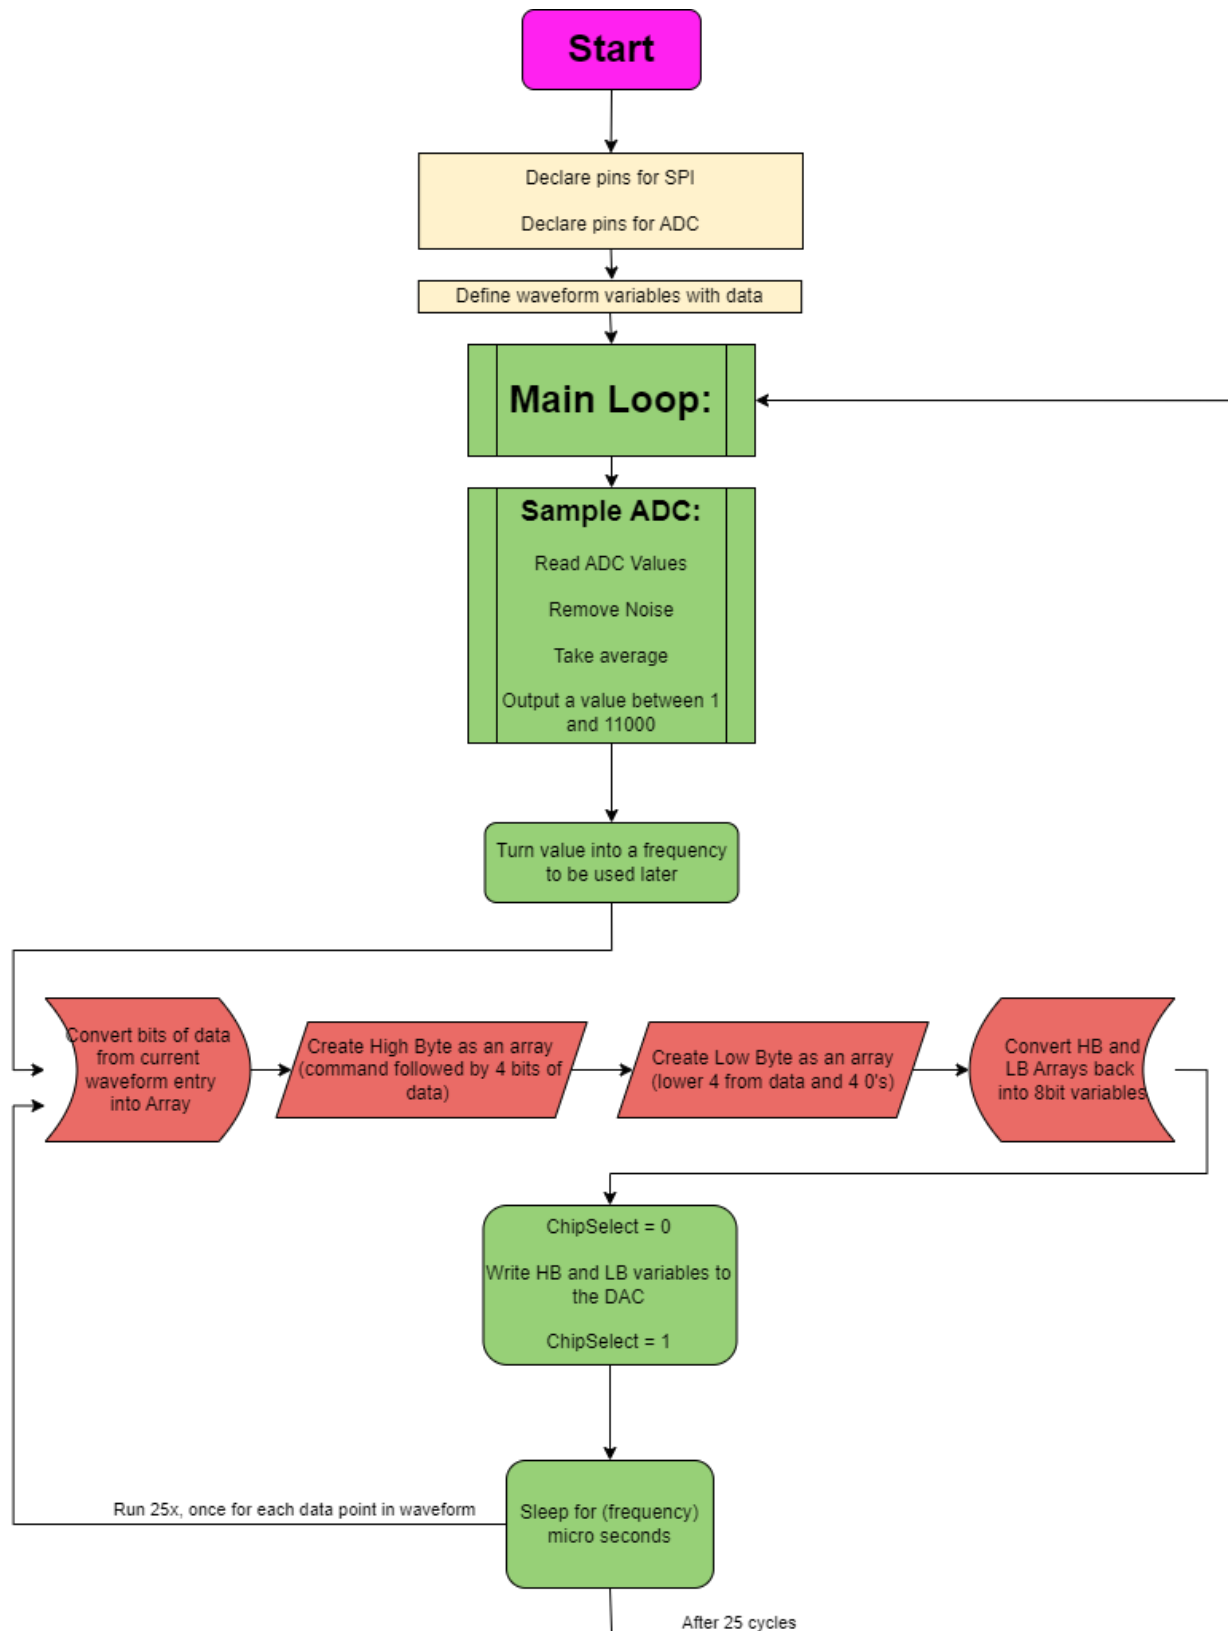 Start
Declare pins for SPI
Declare pins for ADC
Define waveform variables with data
Main Loop:
Sample ADC:
Read ADC Values
Remove Noise
Take average
Output a value between 1
and 11000
Turn value into a frequency
to be used later
Convert bits of data
from current
waveform entry
into Array
Create High Byte as an array
(command followed by 4 bits of
data)
Create Low Byte as an array
(lower 4 from data and 4 0's)
Convert HB and
LB Arrays back
into 8bit variables
ChipSelect = 0
Write HB and LB variables to
the DAC
ChipSelect = 1
Sleep for (frequency)
micro seconds
Run 25x, once for each data point in waveform
After 25 cycles